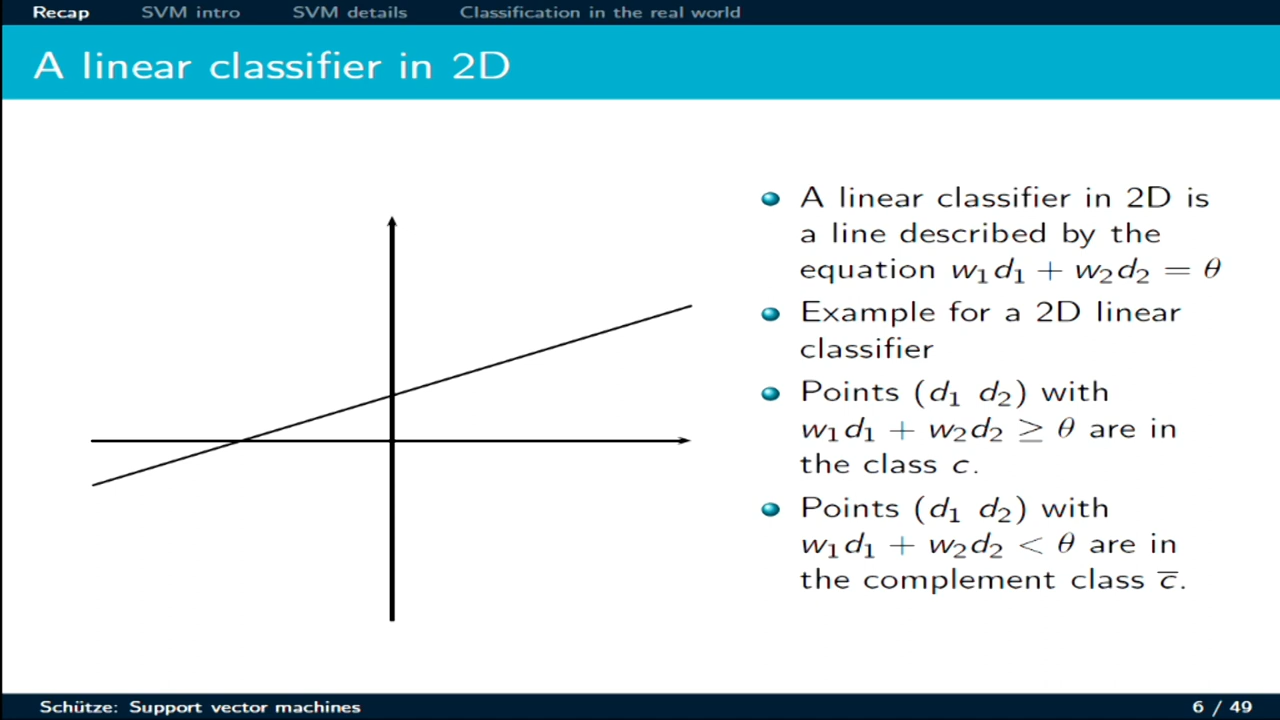 Recap SVM intro SVM details Classification in the real world
A linear classifier in 2D
A linear classifier in 2D is
a line described by the
equation w₁d₁ + w₂d₂ = θ
Example for a 2D linear
classifier
Points (d₁ d₂) with
w₁d₁ + w₂d₂ ≥ θ are in
the class c.
Points (d₁ d₂) with
w₁d₁ + w₂d₂ < θ are in
the complement class c̅.
Schütze: Support vector machines 6 / 49